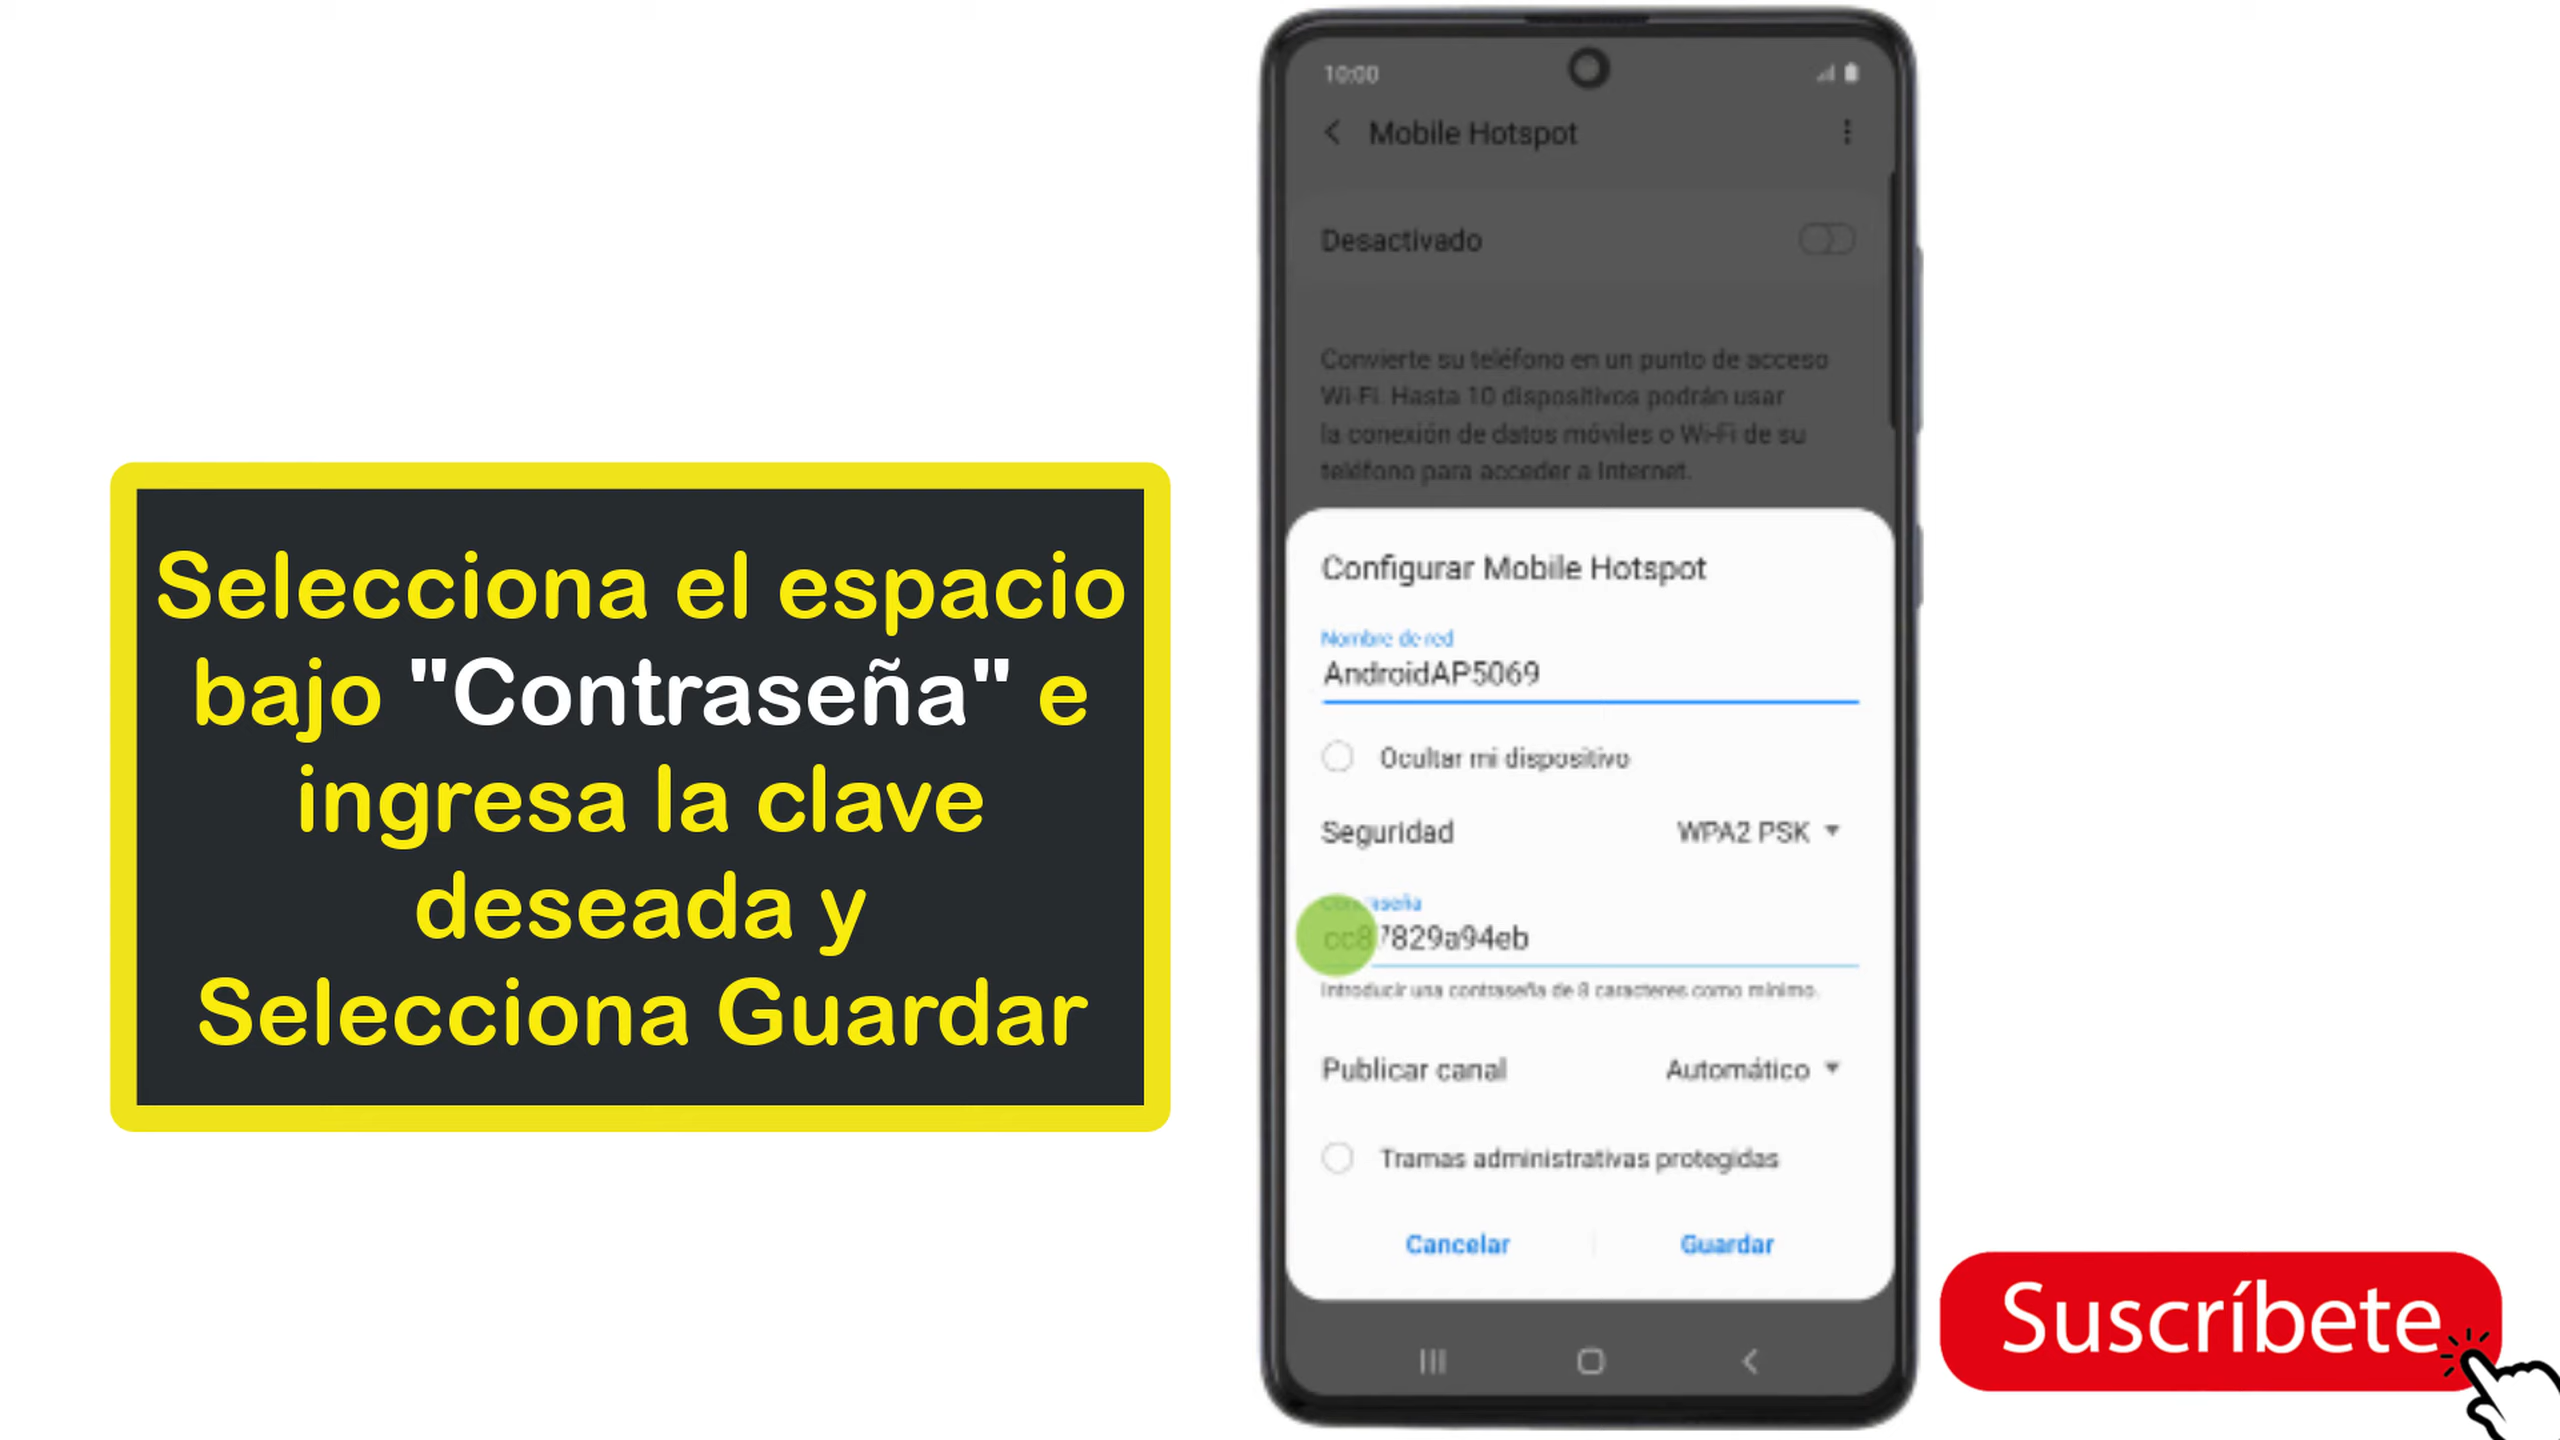 Selecciona el espacio
bajo "Contraseña" e
ingresa la clave
deseada y
Selecciona Guardar
10:00
Mobile Hotspot
Desactivado
Convierte su teléfono en un punto de acceso
Wi-Fi. Hasta 10 dispositivos podrán usar
la conexión de datos móviles o Wi-Fi de su
teléfono para acceder a Internet.
Configurar Mobile Hotspot
Nombre de red
AndroidAP5069
Ocultar mi dispositivo
Seguridad WPA2 PSK
Contraseña
cc87829a94eb
Introducir una contraseña de 8 caracteres como mínimo.
Publicar canal Automático
Tramas administrativas protegidas
Cancelar Guardar
Suscríbete